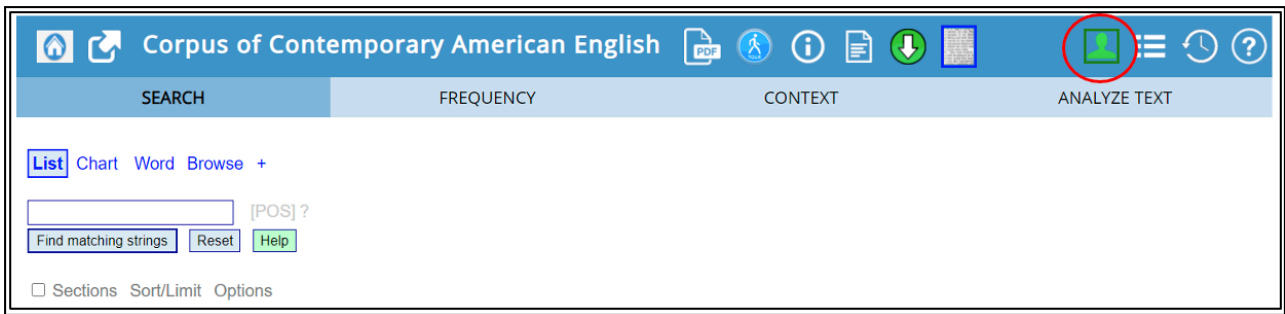 Corpus of Contemporary American English PDF
SEARCH FREQUENCY CONTEXT ANALYZE TEXT
List Chart Word Browse +
[POS] ?
Find matching strings Reset Help
Sections Sort/Limit Options